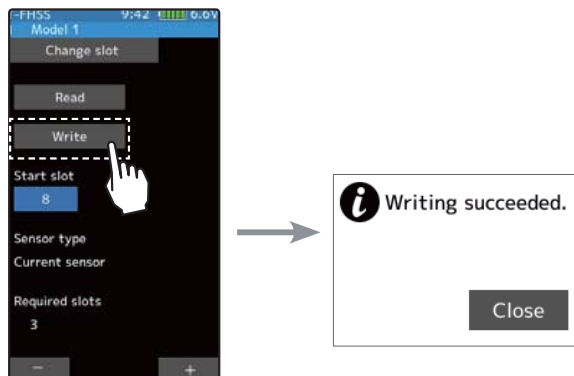 -FHSS 9:42 6.6V
Model 1
Change slot
Read
Write
Start slot
8
Sensor type
Current sensor
Required slots
3
− +
Writing succeeded.
Close